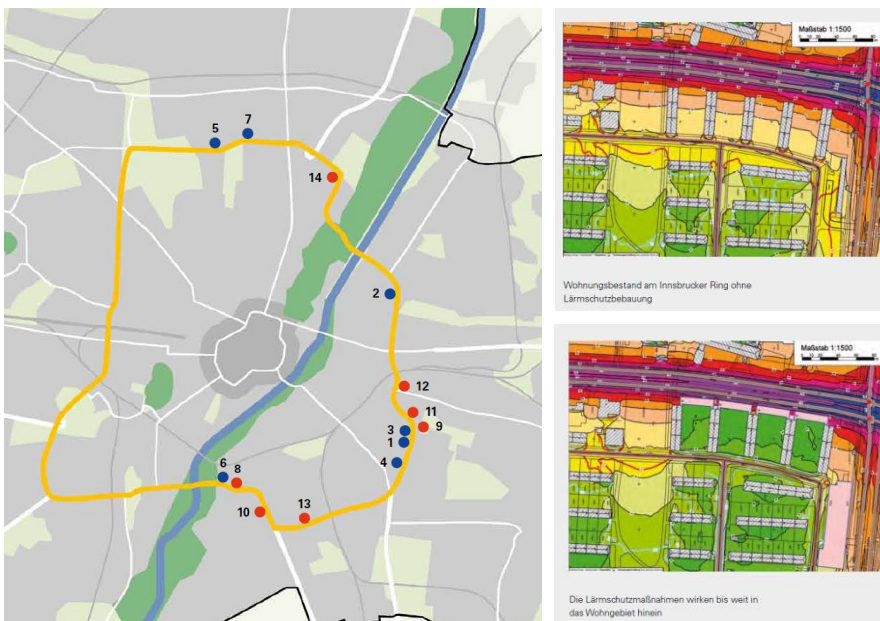 7
5
14
2
12
11
3
9
1
4
6
8
13
10
Maßstab 1:1500
Wohnungsbestand am Innsbrucker Ring ohne
Lärmschutzbebauung
Maßstab 1:1500
Die Lärmschutzmaßnahmen wirken bis weit in
das Wohngebiet hinein